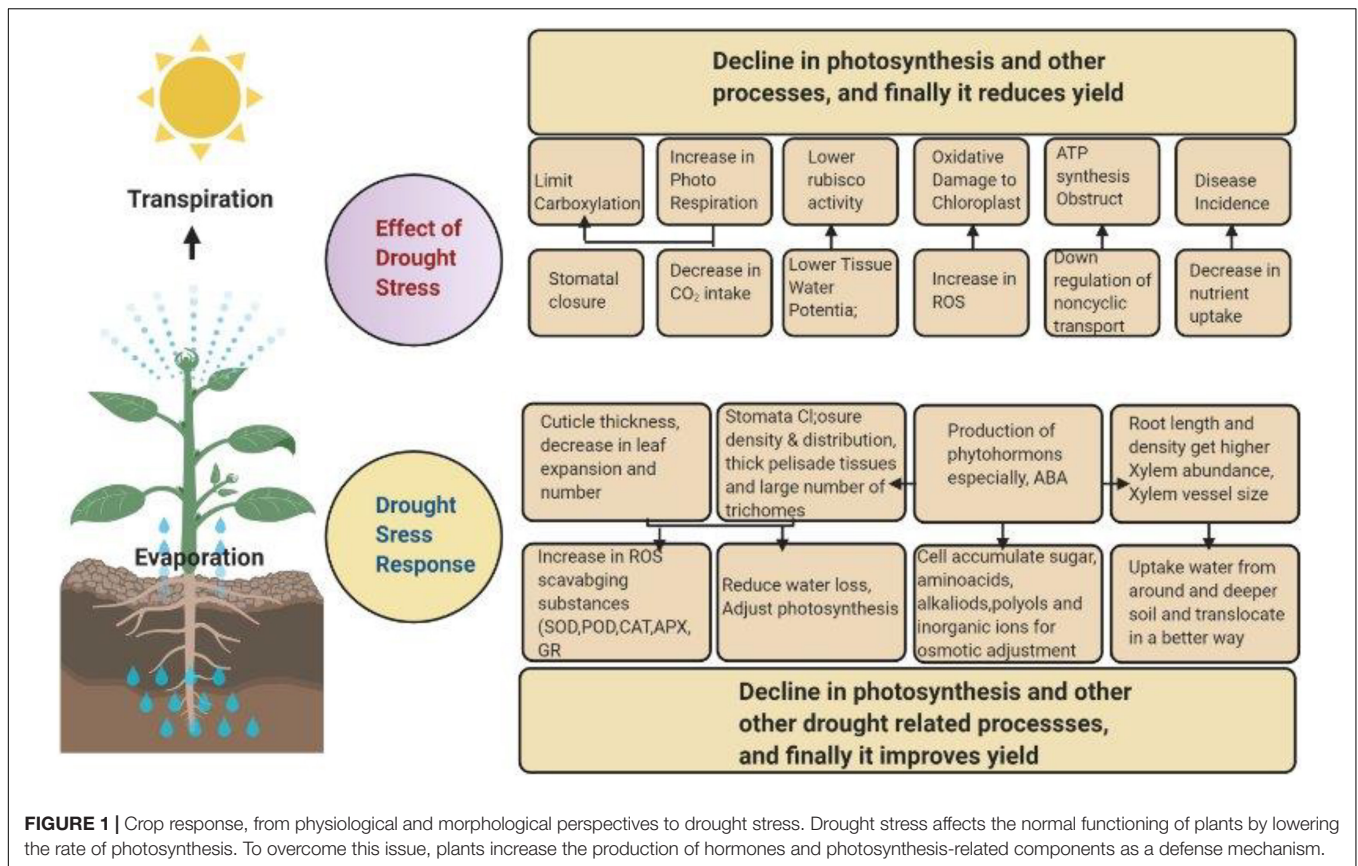 Decline in photosynthesis and other
processes, and finally it reduces yield
Transpiration
Effect of
Drought
Stress
Limit
Carboxylation
Increase in
Photo
Respiration
Lower
rubisco
activity
Oxidative
Damage to
Chloroplast
ATP
synthesis
Obstruct
Disease
Incidence
Stomatal
closure
Decrease in
CO₂ intake
Lower Tissue
Water
Potentia;
Increase in
ROS
Down
regulation of
noncyclic
transport
Decrease in
nutrient
uptake
Evaporation
Drought
Sress
Response
Cuticle thickness,
decrease in leaf
expansion and
number
Stomata Cl;osure
density & distribution,
thick pelisade tissues
and large number of
trichomes
Production of
phytohormons
especially, ABA
Root length and
density get higher
Xylem abundance,
Xylem vessel size
Increase in ROS
scavabging
substances
(SOD,POD,CAT,APX,
GR
Reduce water loss,
Adjust photosynthesis
Cell accumulate sugar,
aminoacids,
alkaliods,polyols and
inorganic ions for
osmotic adjustment
Uptake water from
around and deeper
soil and translocate
in a better way
Decline in photosynthesis and other
other drought related processses,
and finally it improves yield
FIGURE 1 | Crop response, from physiological and morphological perspectives to drought stress. Drought stress affects the normal functioning of plants by lowering
the rate of photosynthesis. To overcome this issue, plants increase the production of hormones and photosynthesis-related components as a defense mechanism.